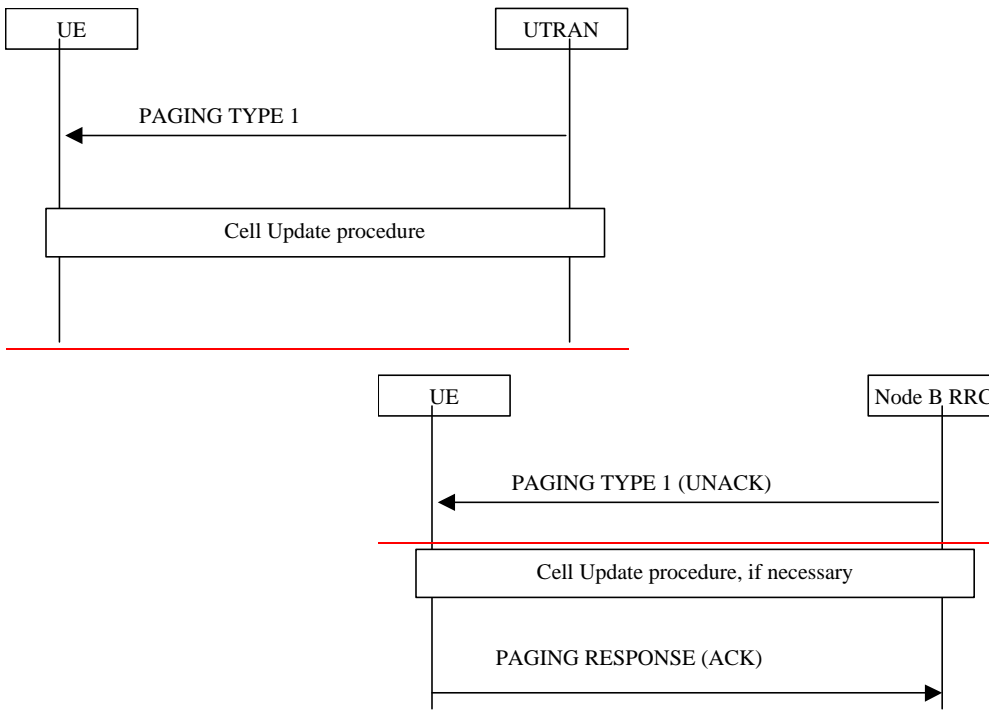 UE
UTRAN
PAGING TYPE 1
Cell Update procedure
UE
Node B RRC
PAGING TYPE 1 (UNACK)
Cell Update procedure, if necessary
PAGING RESPONSE (ACK)